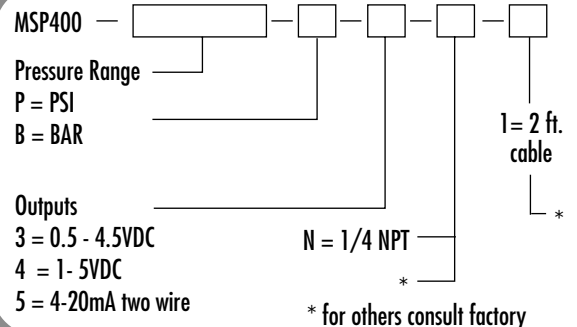 MSP400
Pressure Range
P = PSI
B = BAR
1= 2 ft.
cable
*
Outputs
3 = 0.5 - 4.5VDC
4 = 1- 5VDC
5 = 4-20mA two wire
N = 1/4 NPT
*
* for others consult factory